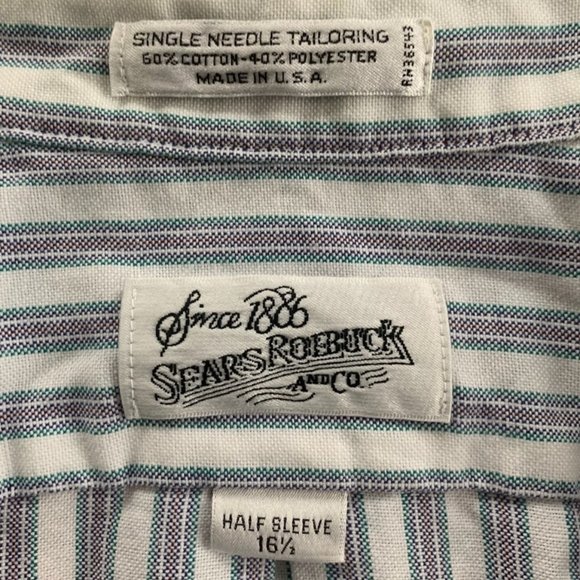 SINGLE NEEDLE TAILORING
60% COTTON-40% POLYESTER
MADE IN U.S.A.
RN36543
Since 1886
SEARS ROEBUCK
AND CO.
HALF SLEEVE
16½